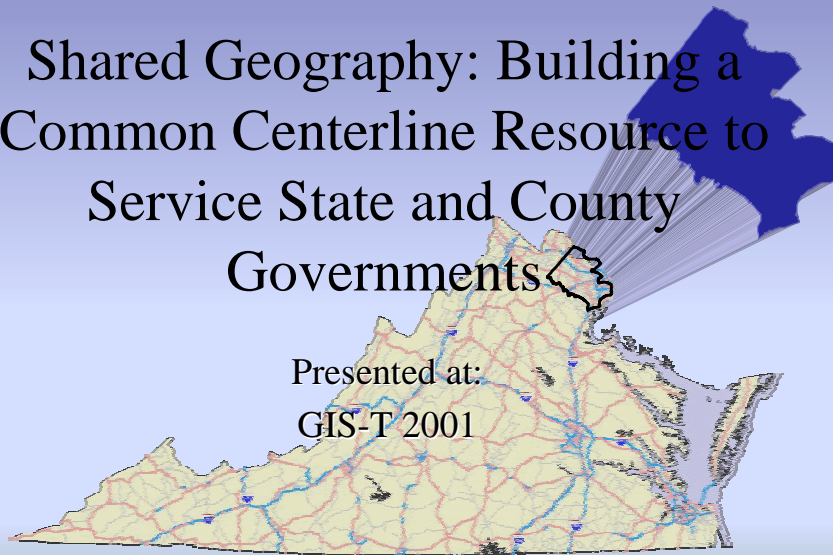 Shared Geography: Building a
Common Centerline Resource to
Service State and County
Governments
Presented at:
GIS-T 2001